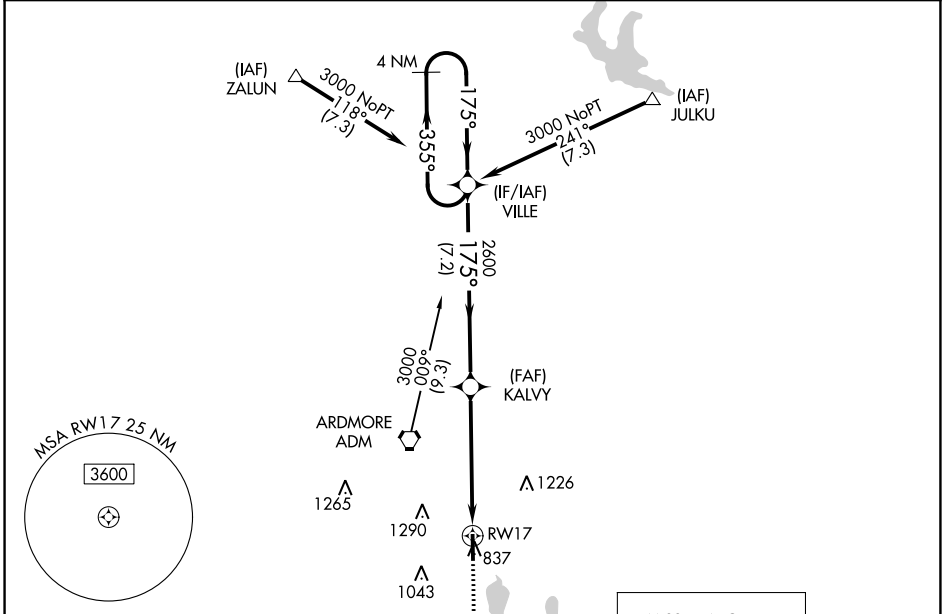 (IAF)
ZALUN
3000 NoPT
118°
(7.3)
4 NM
355°
175°
(IAF)
JULKU
3000 NoPT
241°
(7.3)
(IF/IAF)
VILLE
2600
175°
(7.2)
3000
009°
(9.3)
(FAF)
KALVY
ARDMORE
ADM
MSA RW17 25 NM
3600
1265
1290
1226
RW17
837
1043